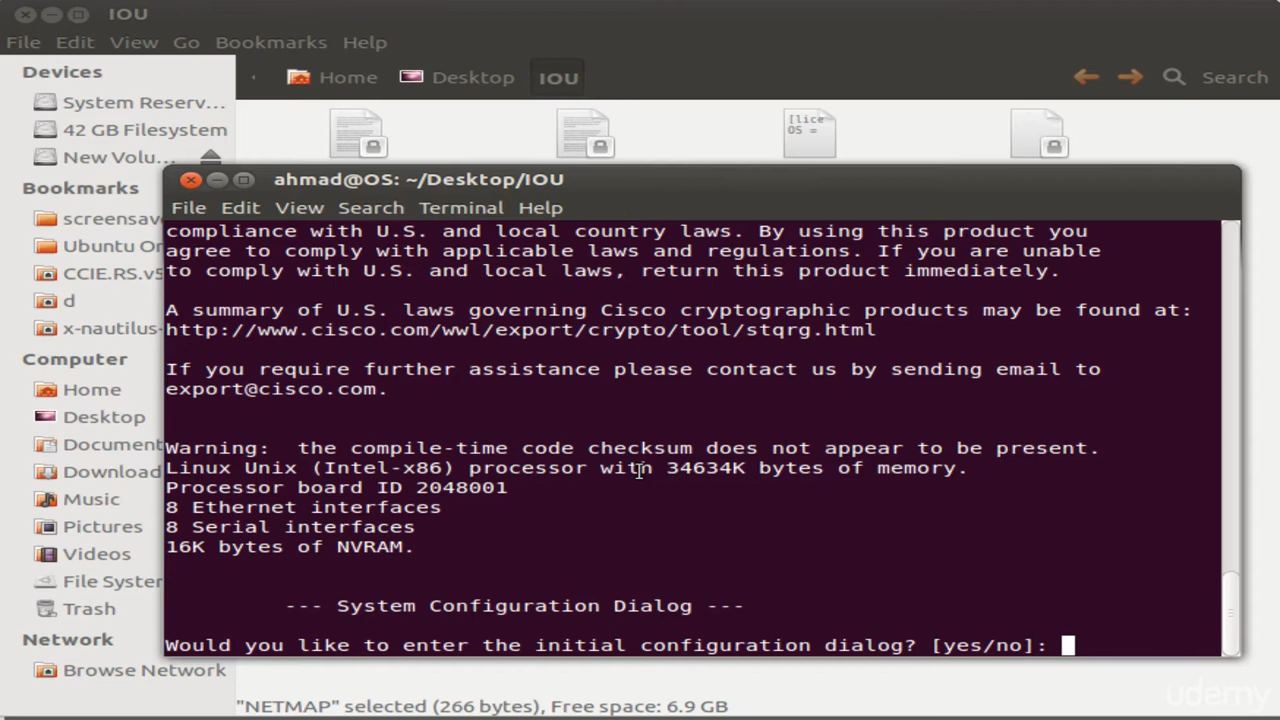 IOU
File Edit View Go Bookmarks Help
Devices
System Reserv...
42 GB Filesystem
New Volu...
Bookmarks
screensav
Ubuntu Or
CCIE.RS.v5
d
x-nautilus-
Computer
Home
Desktop
Document
Download
Music
Pictures
Videos
File System
Trash
Network
Browse Network
Home Desktop IOU
Search
[lice
OS =
ahmad@OS: ~/Desktop/IOU
File Edit View Search Terminal Help
compliance with U.S. and local country laws. By using this product you
agree to comply with applicable laws and regulations. If you are unable
to comply with U.S. and local laws, return this product immediately.
A summary of U.S. laws governing Cisco cryptographic products may be found at:
http://www.cisco.com/wwl/export/crypto/tool/stqrg.html
If you require further assistance please contact us by sending email to
export@cisco.com.
Warning:  the compile-time code checksum does not appear to be present.
Linux Unix (Intel-x86) processor with 34634K bytes of memory.
Processor board ID 2048001
8 Ethernet interfaces
8 Serial interfaces
16K bytes of NVRAM.
--- System Configuration Dialog ---
Would you like to enter the initial configuration dialog? [yes/no]:
"NETMAP" selected (266 bytes), Free space: 6.9 GB
udemy